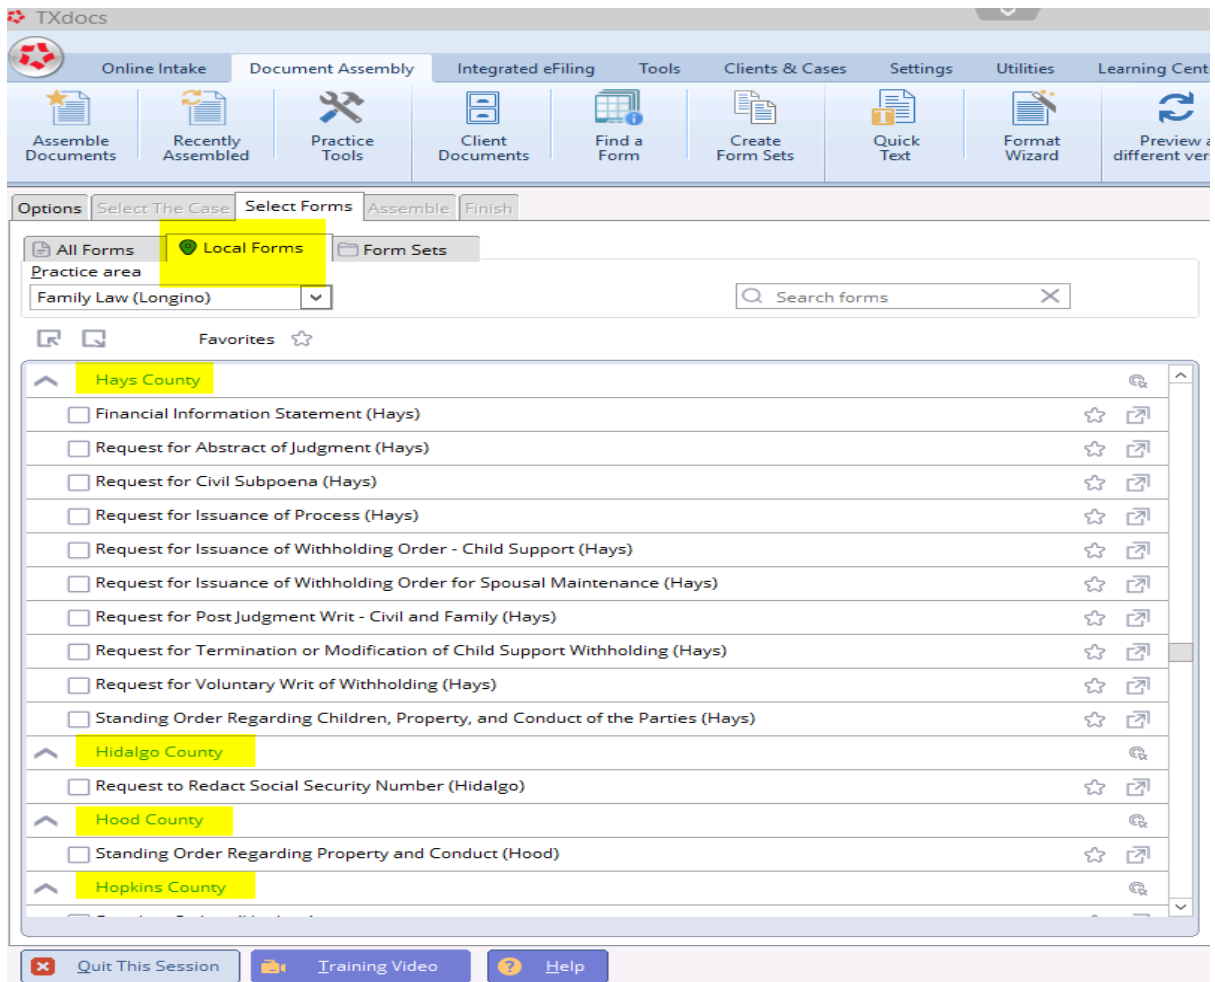 TXdocs
Online Intake Document Assembly Integrated eFiling Tools Clients & Cases Settings Utilities Learning Cent
Assemble Documents
Recently Assembled
Practice Tools
Client Documents
Find a Form
Create Form Sets
Quick Text
Format Wizard
Preview a different ver
Options Select The Case Select Forms Assemble Finish
All Forms Local Forms Form Sets
Practice area
Family Law (Longino) Search forms
Favorites
Hays County
Financial Information Statement (Hays)
Request for Abstract of Judgment (Hays)
Request for Civil Subpoena (Hays)
Request for Issuance of Process (Hays)
Request for Issuance of Withholding Order - Child Support (Hays)
Request for Issuance of Withholding Order for Spousal Maintenance (Hays)
Request for Post Judgment Writ - Civil and Family (Hays)
Request for Termination or Modification of Child Support Withholding (Hays)
Request for Voluntary Writ of Withholding (Hays)
Standing Order Regarding Children, Property, and Conduct of the Parties (Hays)
Hidalgo County
Request to Redact Social Security Number (Hidalgo)
Hood County
Standing Order Regarding Property and Conduct (Hood)
Hopkins County
Quit This Session Training Video Help